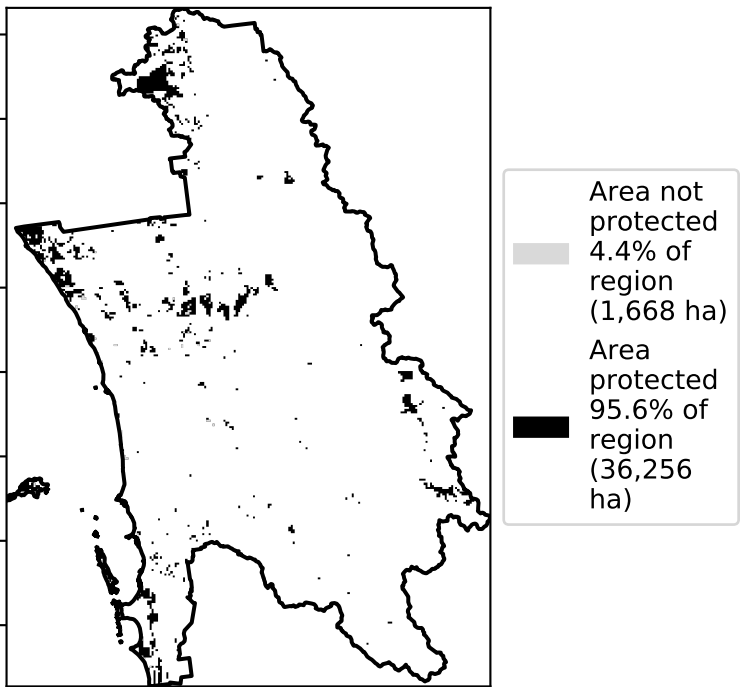 Area not
protected
4.4% of
region
(1,668 ha)
Area
protected
95.6% of
region
(36,256
ha)